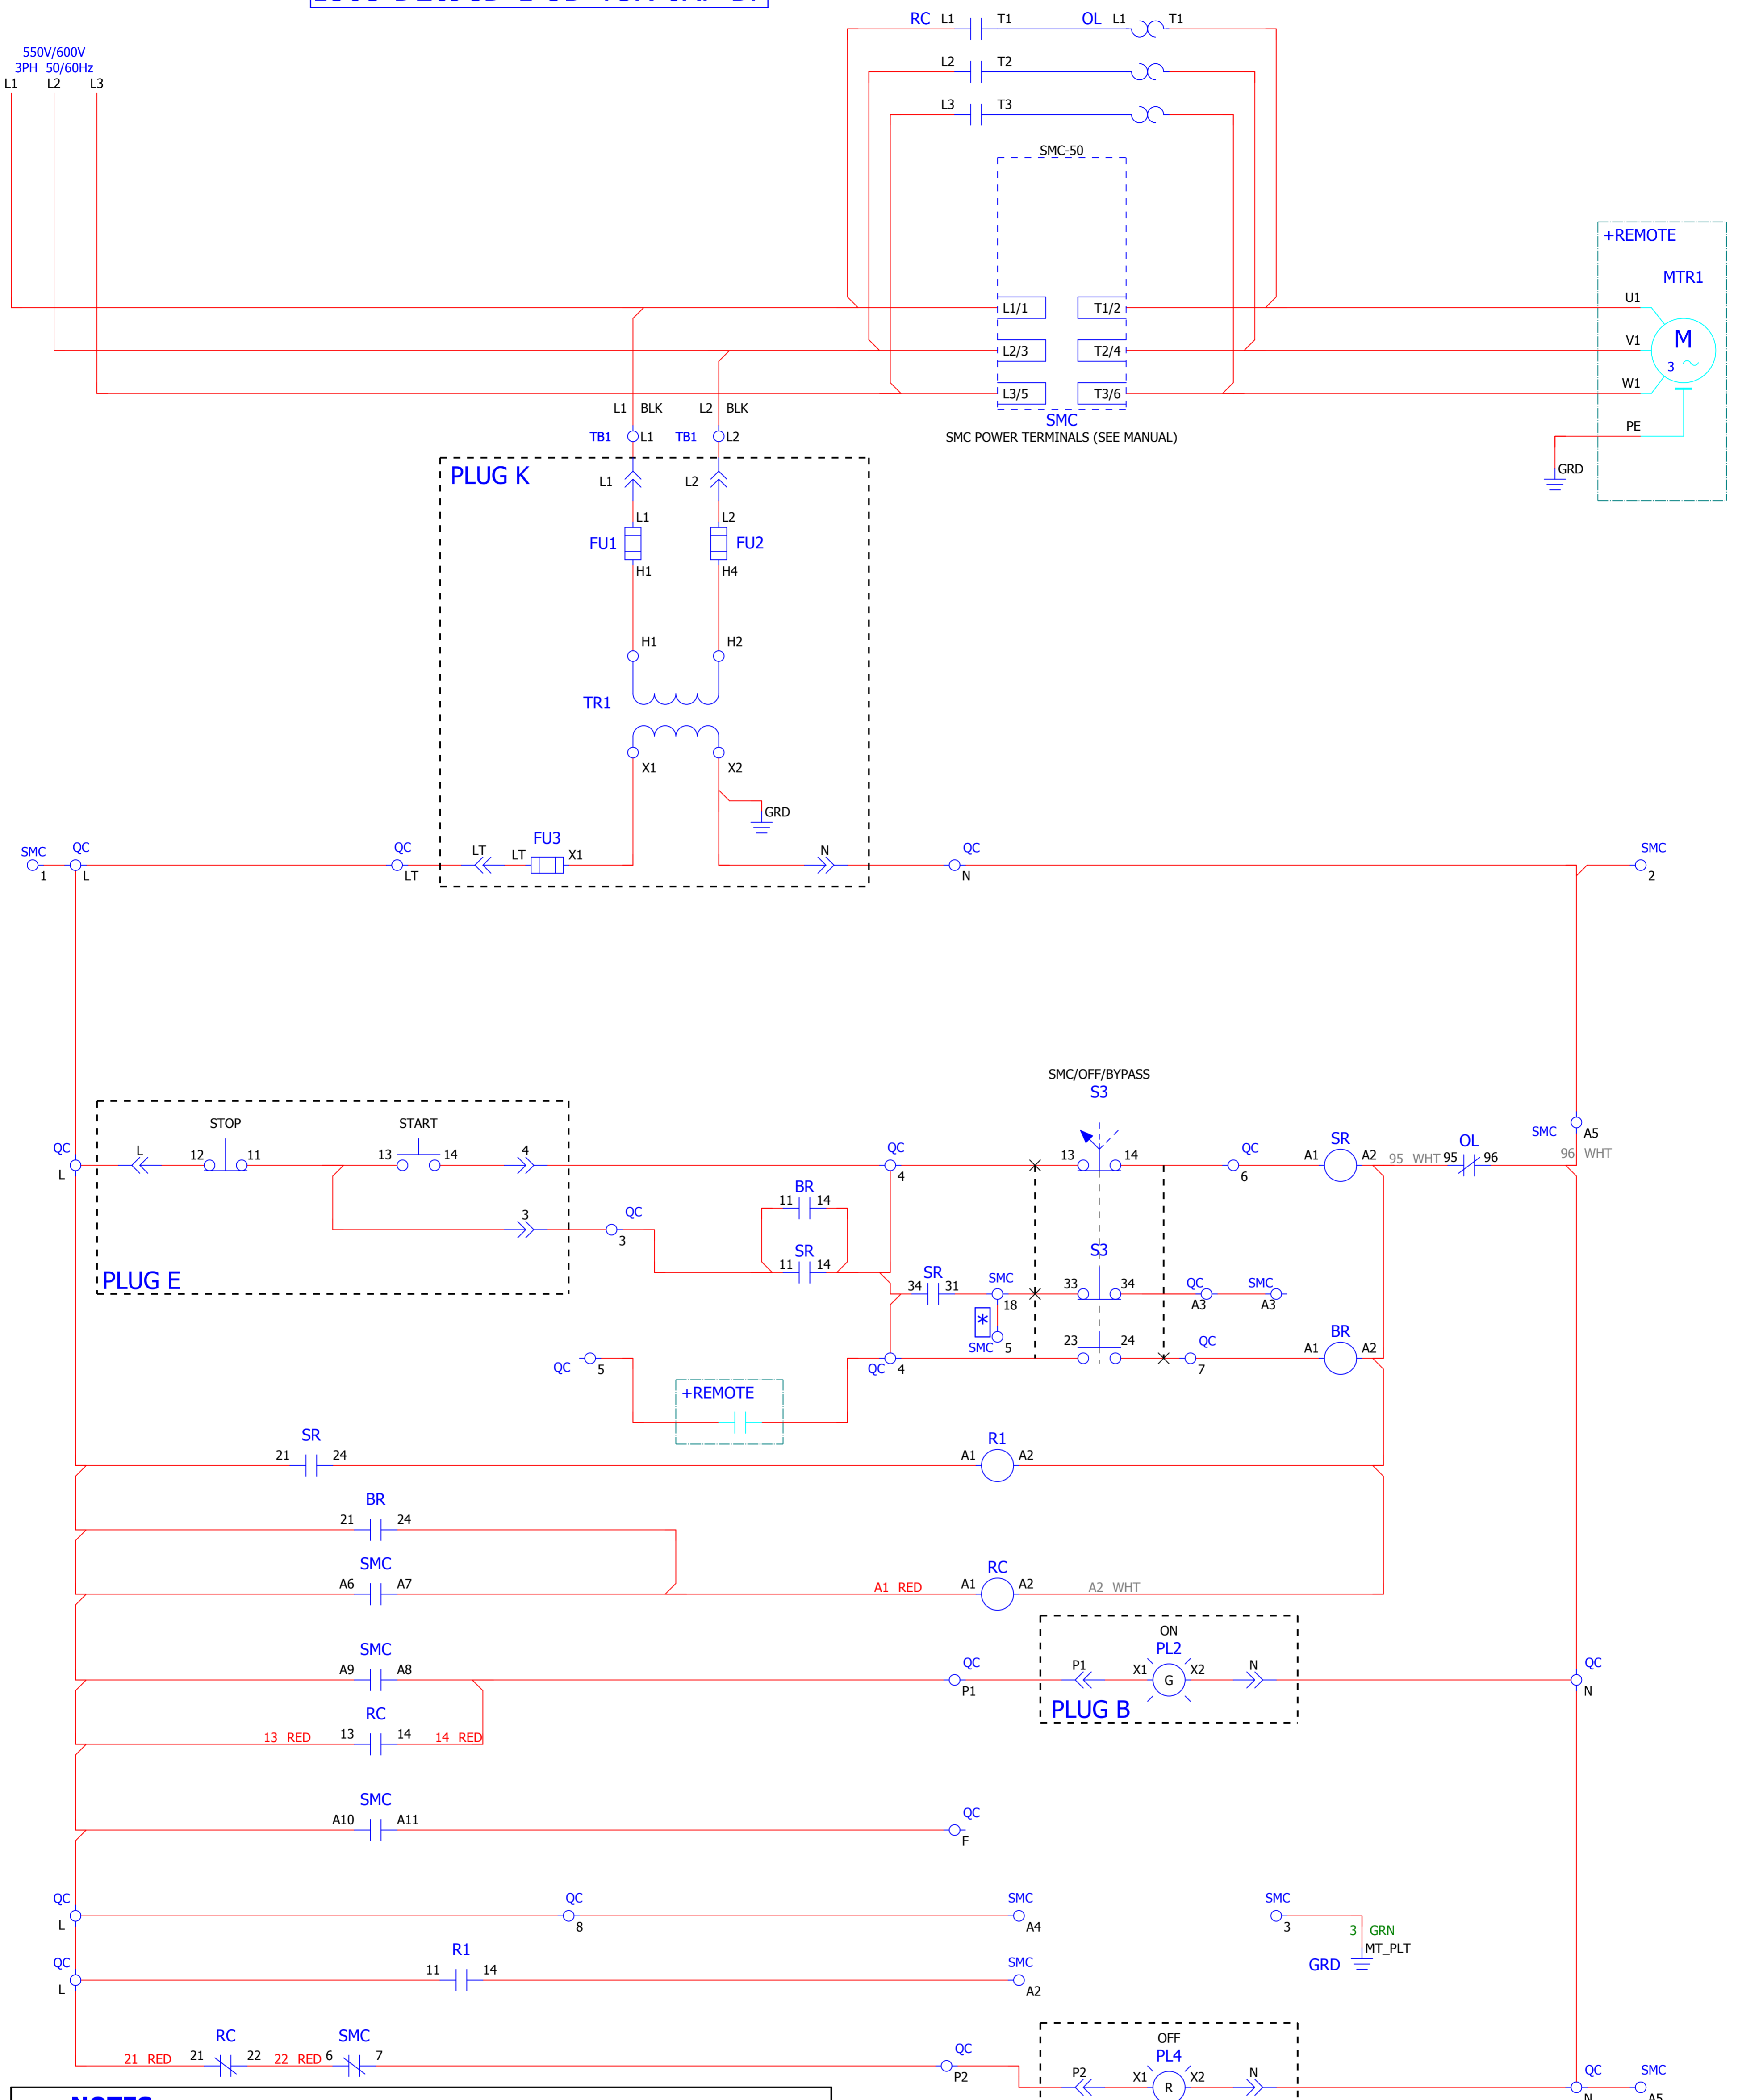 RC L1 T1 OL L1 T1
550V/600V
3PH 50/60Hz
L1 L2 L3
L2 T2
L3 T3
SMC-50
+REMOTE
MTR1
L1/1 T1/2 U1
L2/3 T2/4 V1
M
3
L3/5 T3/6 W1
L1 BLK L2 BLK
SMC
SMC POWER TERMINALS (SEE MANUAL)
PE
TB1 L1 TB1 L2
GRD
PLUG K
L1 L2
L1 L2
FU1 FU2
H1 H4
H1 H2
TR1
X1 X2
GRD
SMC QC QC LT FU3 N QC SMC
LT X1
1 L LT N 2
SMC/OFF/BYPASS
S3
STOP START
SMC A5
QC L 4 QC SR OL
12 11 13 14 13 14 QC A1 A2 95 WHT 95 96 96 WHT
L 4 6
BR
11 14
3 QC
3
SR
11 14
S3
PLUG E
SR
34 31 SMC 33 34 QC SMC
18 A3 A3
*
SMC 5
23 24 QC BR
A1 A2
QC 5 QC 4 7
+REMOTE
SR R1
21 24 A1 A2
BR
21 24
SMC RC
A6 A7 A1 RED A1 A2 A2 WHT
ON
SMC PL2
A9 A8 QC P1 X1 X2 N QC
G
P1 N
PLUG B
RC
13 RED 13 14 14 RED
SMC
A10 A11 QC
F
QC QC SMC SMC
L 8 A4 3
3 GRN
MT_PLT
GRD
QC R1 SMC
11 14
L A2
OFF
RC SMC PL4
21 RED 21 22 22 RED 6 7 QC
P2
P2 X1 X2 N QC SMC
R